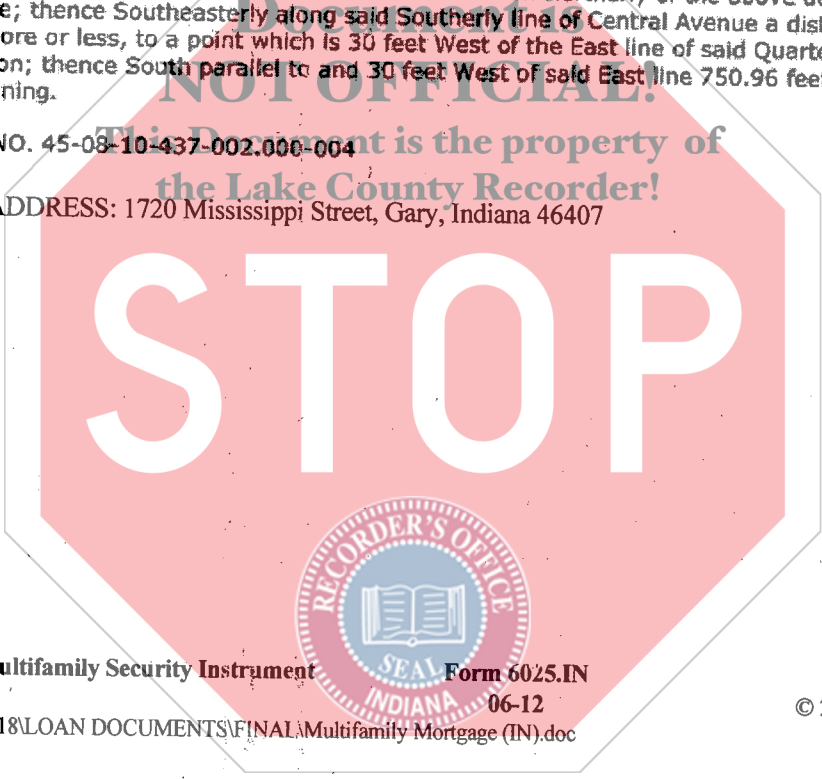 e; thence Southeasterly along said Southerly line of Central Avenue a
ore or less, to a point which is 30 feet West of the East line of said
on; thence South parallel to and 30 feet West of said East line 750.96
ning.
Document is
NOT OFFICIAL!
This Document is the property of
the Lake County Recorder!
NO. 45-08-10-437-002.000-004
ADDRESS: 1720 Mississippi Street, Gary, Indiana 46407
STOP
RECORDER'S OFFICE
SEAL
INDIANA
ultifamily Security Instrument Form 6025.IN
06-12
©
18\LOAN DOCUMENTS\FINAL\Multifamily Mortgage (IN).doc